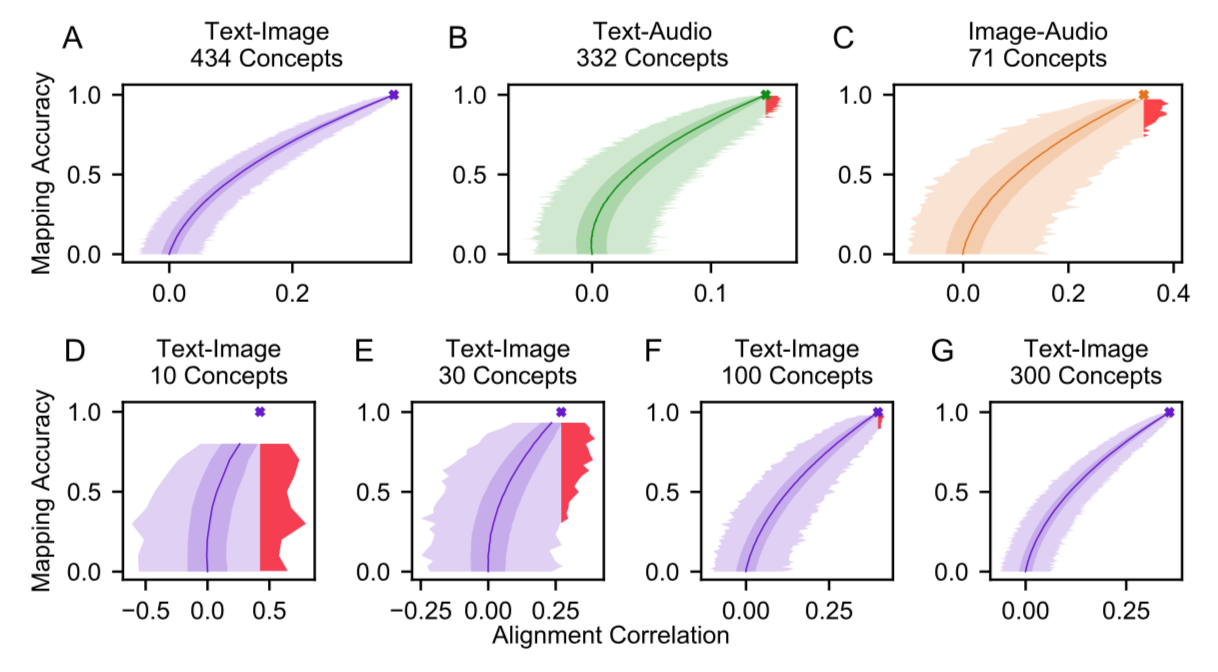 A
Text-Image
434 Concepts
B
Text-Audio
332 Concepts
C
Image-Audio
71 Concepts
Mapping Accuracy
1.0
0.5
0.0
0.0
0.2
1.0
0.5
0.0
0.0
0.1
1.0
0.5
0.0
0.0
0.2
0.4
D
Text-Image
10 Concepts
E
Text-Image
30 Concepts
F
Text-Image
100 Concepts
G
Text-Image
300 Concepts
Mapping Accuracy
1.0
0.5
0.0
−0.5
0.0
0.5
1.0
0.5
0.0
−0.25
0.00
0.25
1.0
0.5
0.0
0.00
0.25
1.0
0.5
0.0
0.00
0.25
Alignment Correlation